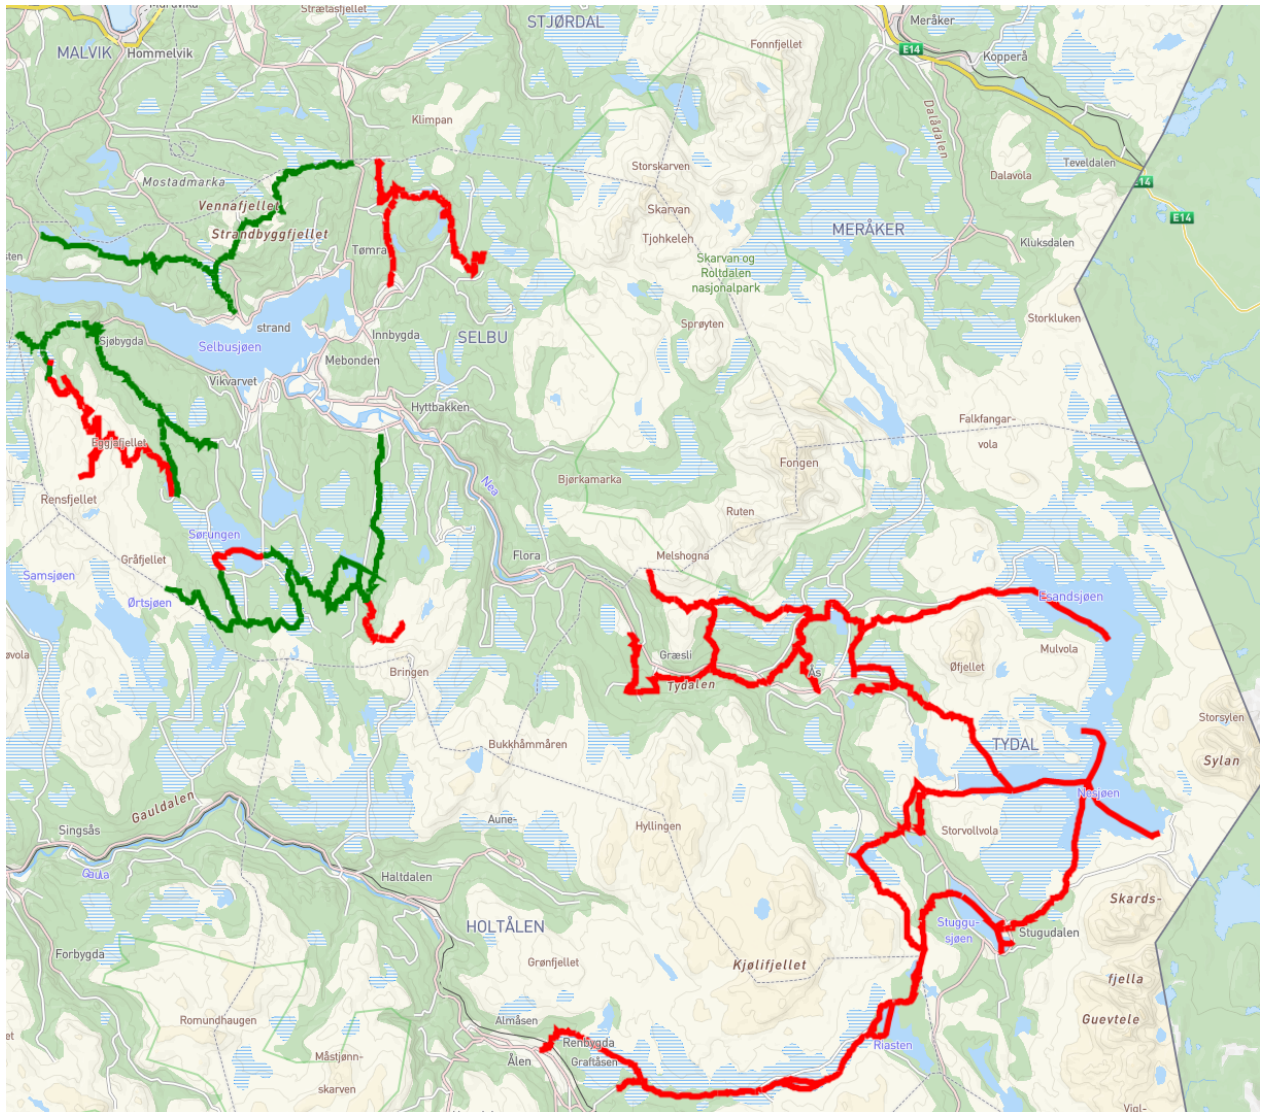 Strætasfjellet
STJØRDAL
Meråker
MALVIK
Hommelvik
Fonnfjellet
E14
Kopperå
Klimpan
Dalådalen
Teveldalen
Storskarven
Mostadmarka
Dalavola
E14
Vennafjellet
Skarvan
E14
Strandbyggfjellet
Tjohkeleh
MERÅKER
Kluksdalen
Tømra
Skarvan og
Roltdalen
nasjonalpark
Storkluken
strand
Sprøyten
Innbygda
SELBU
Sjøbygda
Selbusjøen
Mebonden
Vikvarvet
Hyttbakken
Falkfangar-
vola
Eggjafjellet
Fongen
Bjørkamarka
Nea
Rensfjellet
Ruten
Sørungen
Flora
Melshogna
Gråfjellet
Samsjøen
Ørtsjøen
Esandsjøen
Græsli
Mulvola
Øfjellet
Bringen
Ås
Tydalen
Storsylen
Bukkhåmmåren
TYDAL
Sylan
Nesjøen
Gauldalen
Aune-
Hyllingen
Storvollvola
Singsås
Gaula
Haltdalen
Skards-
HOLTÅLEN
Stuggu-
sjøen
Stugudalen
Forbygda
Grønfjellet
Kjølifjellet
fjella
Romundhaugen
Almåsen
Guevtele
Renbygda
Riasten
Måstjønn-
skarven
Ålen
Graftåsen
Vigl-